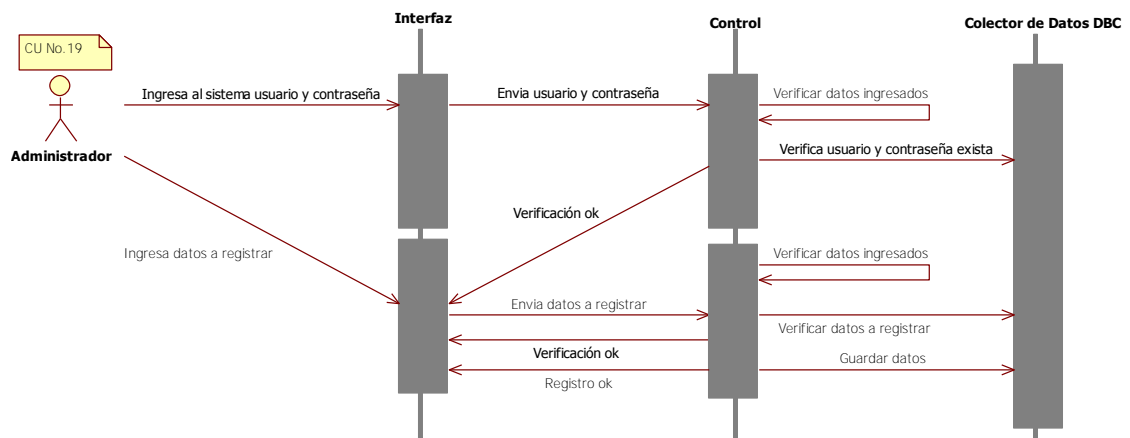 Interfaz
Control
Colector de Datos DBC
CU No.19
Administrador
Ingresa al sistema usuario y contraseña
Envia usuario y contraseña
Verificar datos ingresados
Verifica usuario y contraseña exista
Verificación ok
Ingresa datos a registrar
Verificar datos ingresados
Envia datos a registrar
Verificar datos a registrar
Verificación ok
Guardar datos
Registro ok